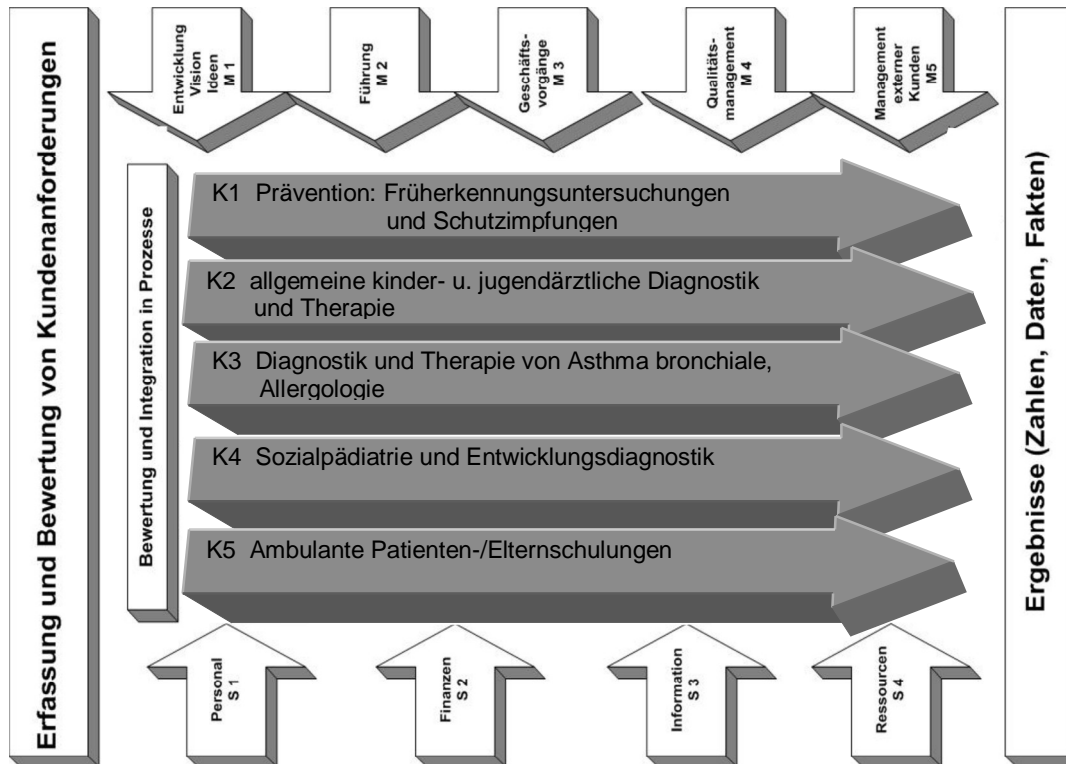 Erfassung und Bewertung von Kundenanforderungen
Entwicklung
Vision
Ideen
M 1
Führung
M 2
Geschäfts-
vorgänge
M 3
Qualitäts-
management
M 4
Management
externer
Kunden
M5
Bewertung und Integration in Prozesse
K1 Prävention: Früherkennungsuntersuchungen
und Schutzimpfungen
K2 allgemeine kinder- u. jugendärztliche Diagnostik
und Therapie
K3 Diagnostik und Therapie von Asthma bronchiale,
Allergologie
K4 Sozialpädiatrie und Entwicklungsdiagnostik
K5 Ambulante Patienten-/Elternschulungen
Personal
S 1
Finanzen
S 2
Information
S 3
Ressourcen
S 4
Ergebnisse (Zahlen, Daten, Fakten)